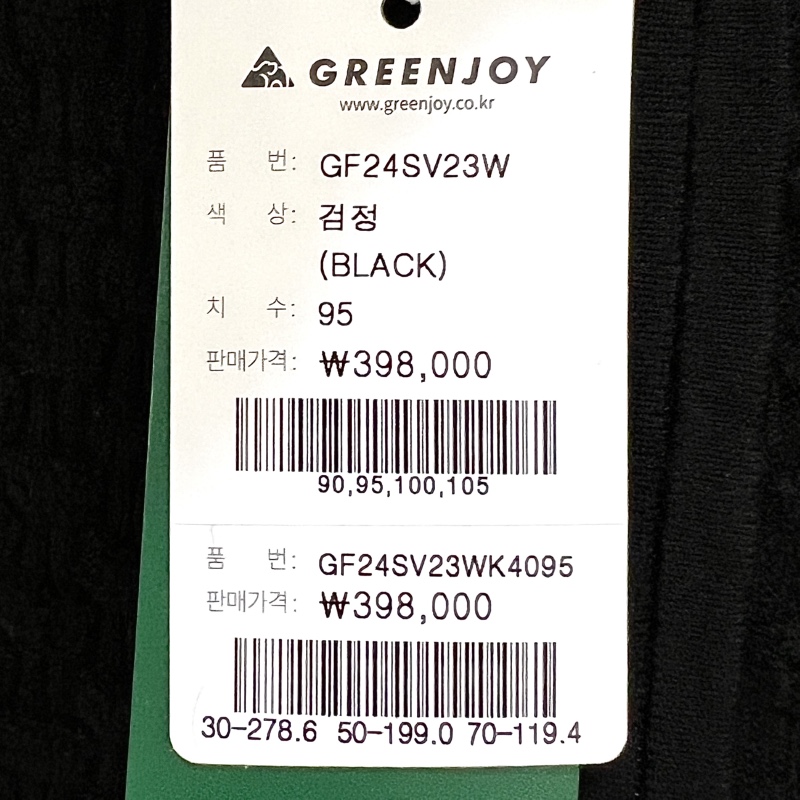 GREENJOY
www.greenjoy.co.kr
품 번: GF24SV23W
색 상: 검정
(BLACK)
치 수: 95
판매가격: ₩398,000
90,95,100,105
품 번: GF24SV23WK4095
판매가격: ₩398,000
30-278.6 50-199.0 70-119.4